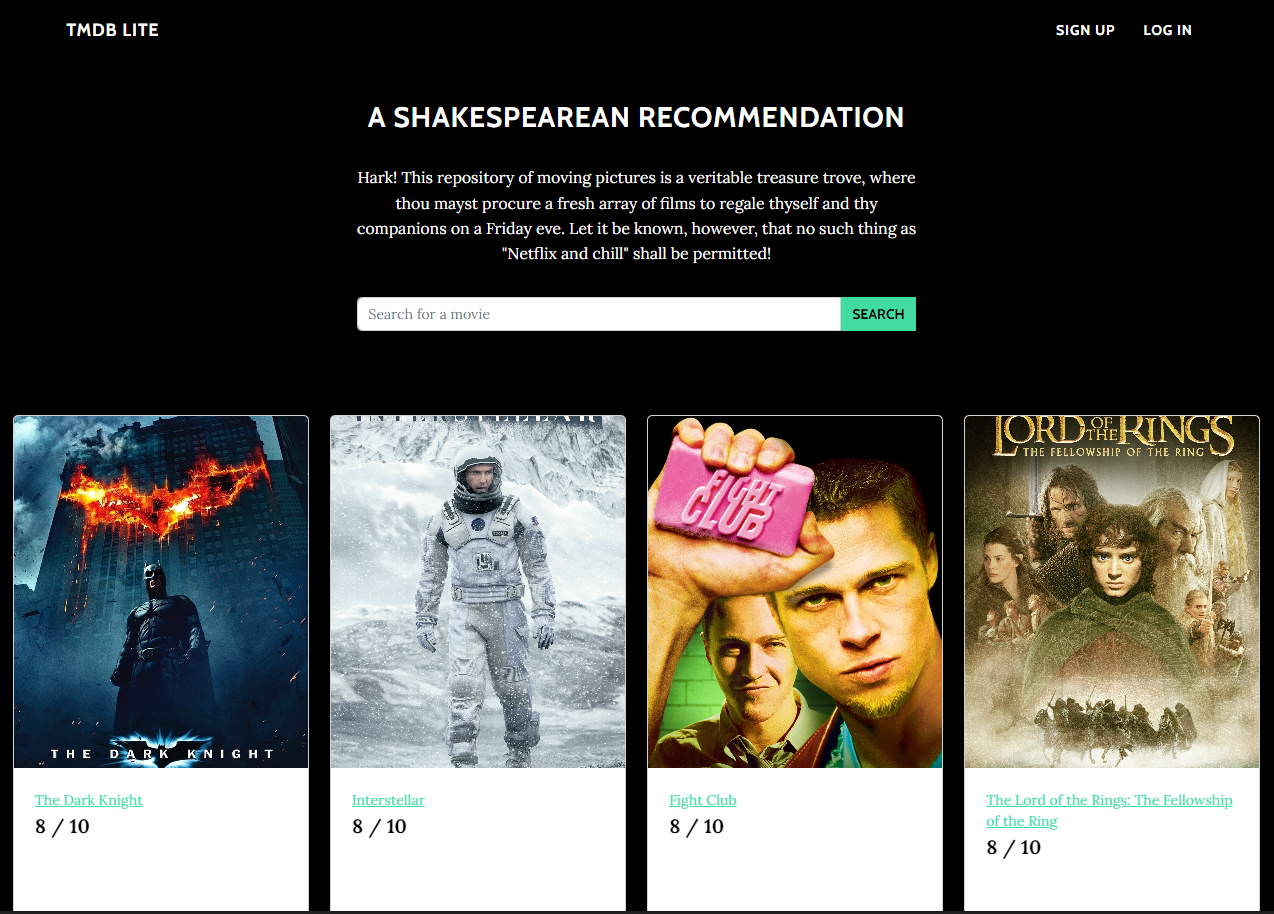 TMDB LITE
SIGN UP
LOG IN
A SHAKESPEAREAN RECOMMENDATION
Hark! This repository of moving pictures is a veritable treasure trove, where
thou mayst procure a fresh array of films to regale thyself and thy
companions on a Friday eve. Let it be known, however, that no such thing as
"Netflix and chill" shall be permitted!
Search for a movie
SEARCH
THE DARK KNIGHT
INTERSTELLAR
FIGHT
CLUB
LORD OF THE RINGS
THE FELLOWSHIP OF THE RING
The Dark Knight
8 / 10
Interstellar
8 / 10
Fight Club
8 / 10
The Lord of the Rings: The Fellowship
of the Ring
8 / 10